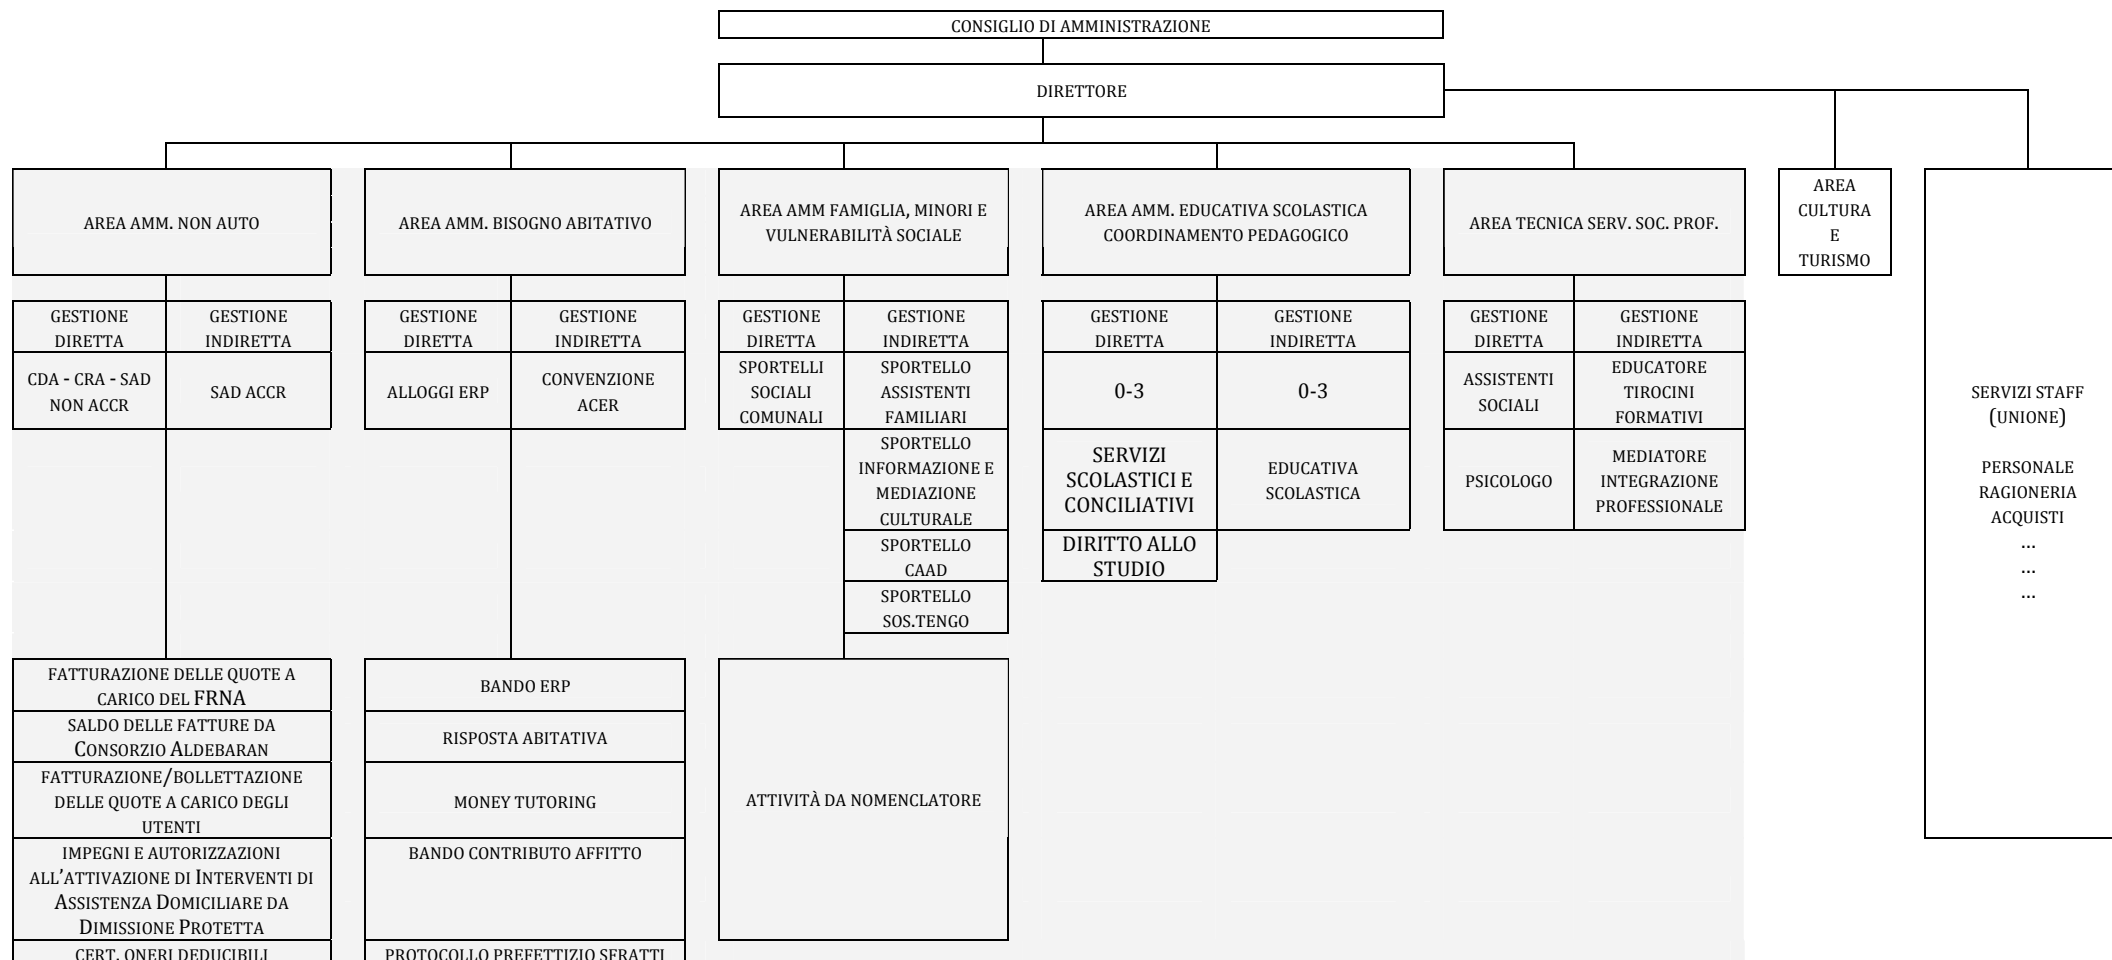 CONSIGLIO DI AMMINISTRAZIONE
DIRETTORE
AREA AMM. NON AUTO
AREA AMM. BISOGNO ABITATIVO
AREA AMM FAMIGLIA, MINORI E
VULNERABILITÀ SOCIALE
AREA AMM. EDUCATIVA SCOLASTICA
COORDINAMENTO PEDAGOGICO
AREA TECNICA SERV. SOC. PROF.
AREA
CULTURA
E
TURISMO
GESTIONE
DIRETTA
GESTIONE
INDIRETTA
GESTIONE
DIRETTA
GESTIONE
INDIRETTA
GESTIONE
DIRETTA
GESTIONE
INDIRETTA
GESTIONE
DIRETTA
GESTIONE
INDIRETTA
GESTIONE
DIRETTA
GESTIONE
INDIRETTA
CDA - CRA - SAD
NON ACCR
SAD ACCR
ALLOGGI ERP
CONVENZIONE
ACER
SPORTELLI
SOCIALI
COMUNALI
SPORTELLO
ASSISTENTI
FAMILIARI
0-3
0-3
ASSISTENTI
SOCIALI
EDUCATORE
TIROCINI
FORMATIVI
SERVIZI STAFF
(UNIONE)
PERSONALE
RAGIONERIA
ACQUISTI
...
...
...
SPORTELLO
INFORMAZIONE E
MEDIAZIONE
CULTURALE
SERVIZI
SCOLASTICI E
CONCILIATIVI
EDUCATIVA
SCOLASTICA
PSICOLOGO
MEDIATORE
INTEGRAZIONE
PROFESSIONALE
SPORTELLO
CAAD
DIRITTO ALLO
STUDIO
SPORTELLO
SOS.TENGO
FATTURAZIONE DELLE QUOTE A
CARICO DEL FRNA
BANDO ERP
ATTIVITÀ DA NOMENCLATORE
SALDO DELLE FATTURE DA
CONSORZIO ALDEBARAN
RISPOSTA ABITATIVA
FATTURAZIONE/BOLLETTAZIONE
DELLE QUOTE A CARICO DEGLI
UTENTI
MONEY TUTORING
IMPEGNI E AUTORIZZAZIONI
ALL'ATTIVAZIONE DI INTERVENTI DI
ASSISTENZA DOMICILIARE DA
DIMISSIONE PROTETTA
BANDO CONTRIBUTO AFFITTO
CERT. ONERI DEDUCIBILI
PROTOCOLLO PREFETTIZIO SFRATTI